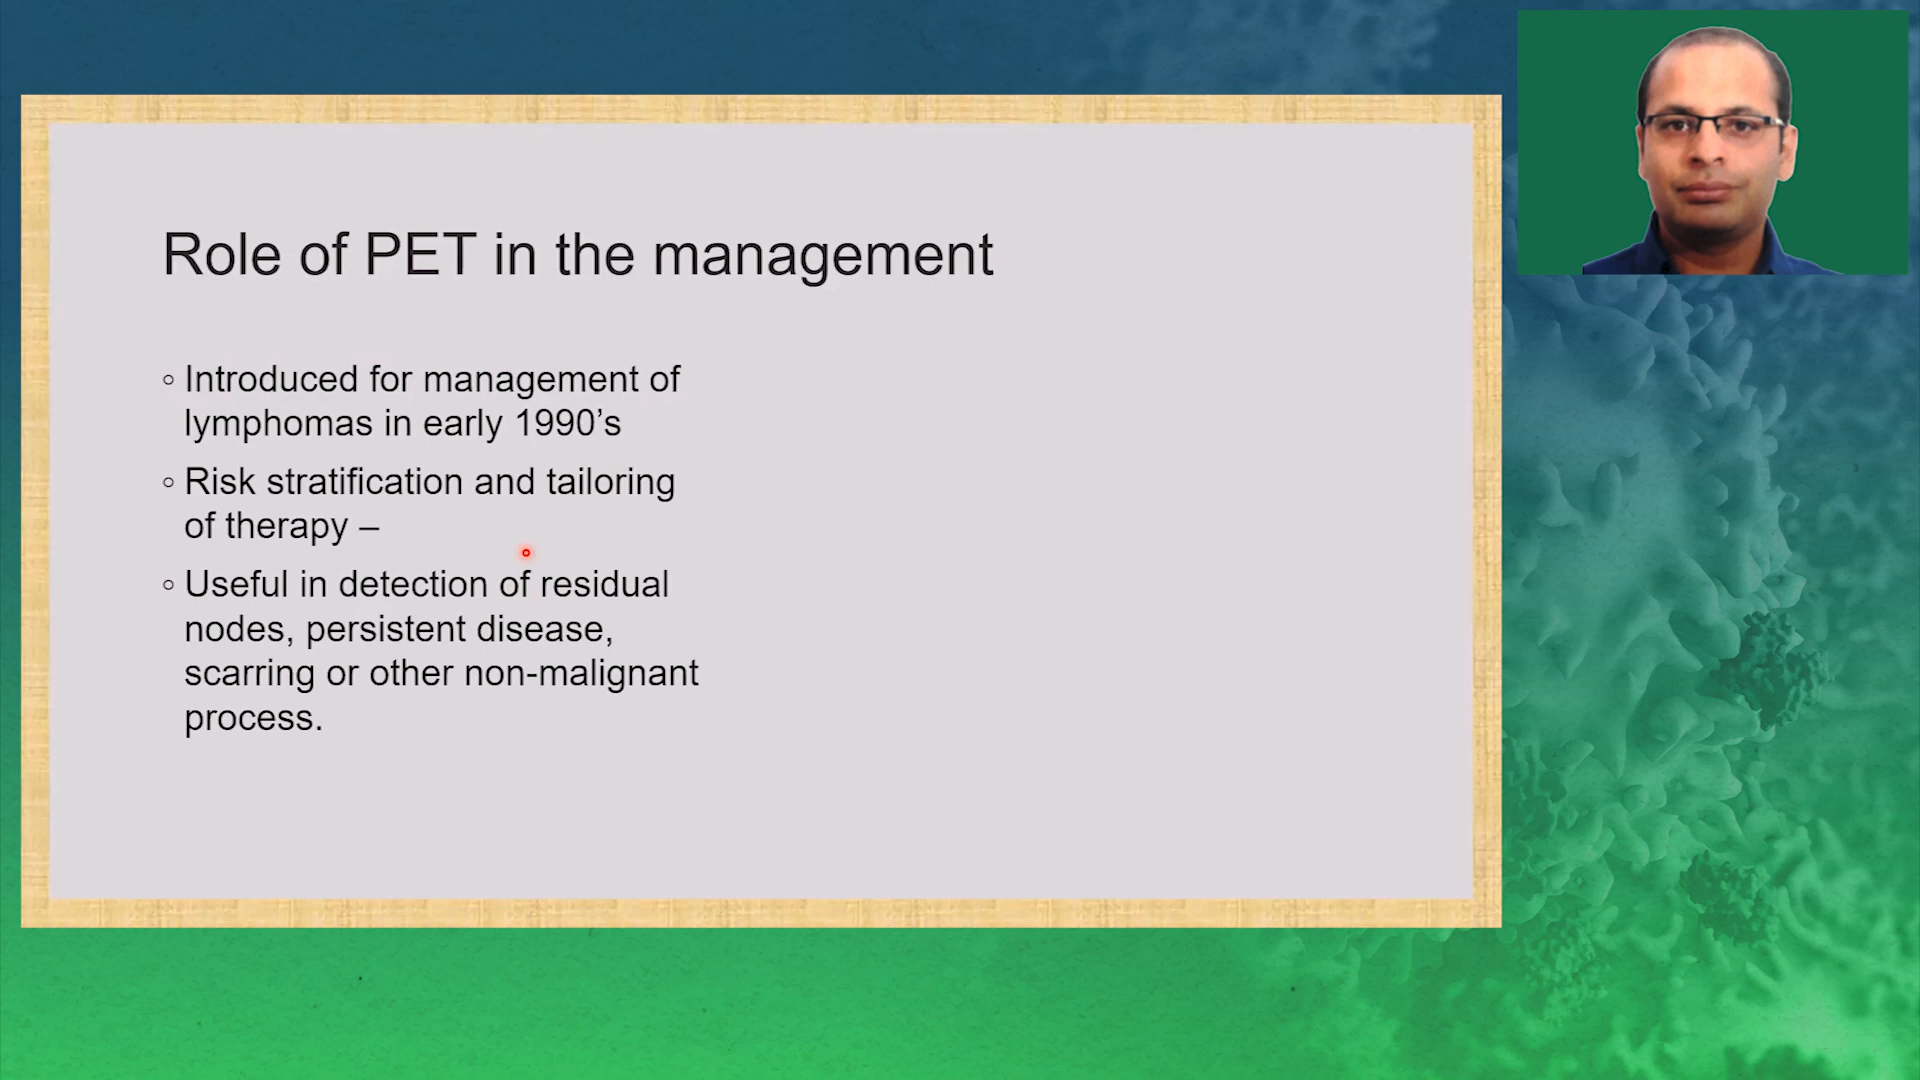 Role of PET in the management
◦ Introduced for management of
lymphomas in early 1990’s
◦ Risk stratification and tailoring
of therapy –
◦ Useful in detection of residual
nodes, persistent disease,
scarring or other non-malignant
process.